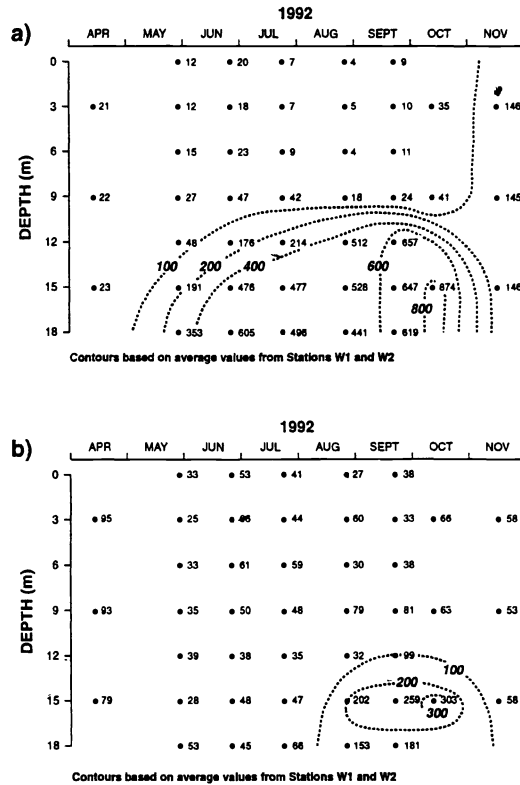 1992
a)
APR MAY JUN JUL AUG SEPT OCT NOV
DEPTH (m)
0 12 20 7 4 9
3 21 12 18 7 5 10 35 146
6 15 23 9 4 11
9 22 27 47 42 18 24 41 145
12 48 176 214 512 657
100 200 400 600
15 23 191 476 477 528 647 874 146
800
18 353 605 496 441 619
Contours based on average values from Stations W1 and W2
1992
b)
APR MAY JUN JUL AUG SEPT OCT NOV
DEPTH (m)
0 33 53 41 27 38
3 95 25 44 60 33 66 58
6 33 61 59 30 38
9 93 35 50 48 79 81 63 53
12 39 38 35 32 99
100
200
15 79 28 48 47 202 259 303 58
300
18 53 45 66 153 181
Contours based on average values from Stations W1 and W2